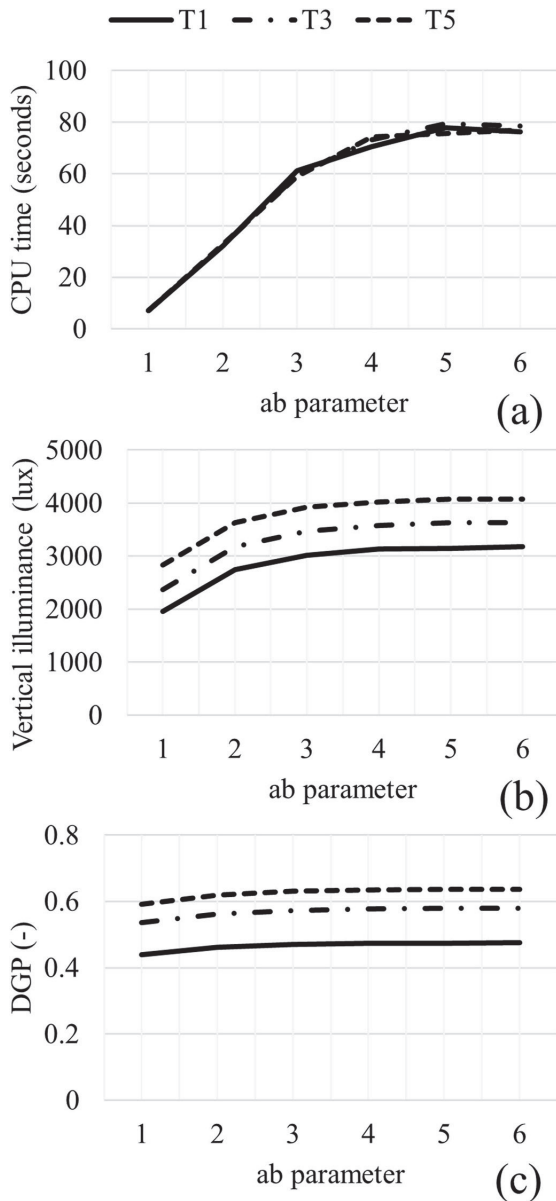 T1 T3 T5
CPU time (seconds)
100
80
60
40
20
0
1 2 3 4 5 6
ab parameter
(a)
Vertical illuminance (lux)
5000
4000
3000
2000
1000
0
1 2 3 4 5 6
ab parameter
(b)
DGP (-)
0.8
0.6
0.4
0.2
0
1 2 3 4 5 6
ab parameter
(c)